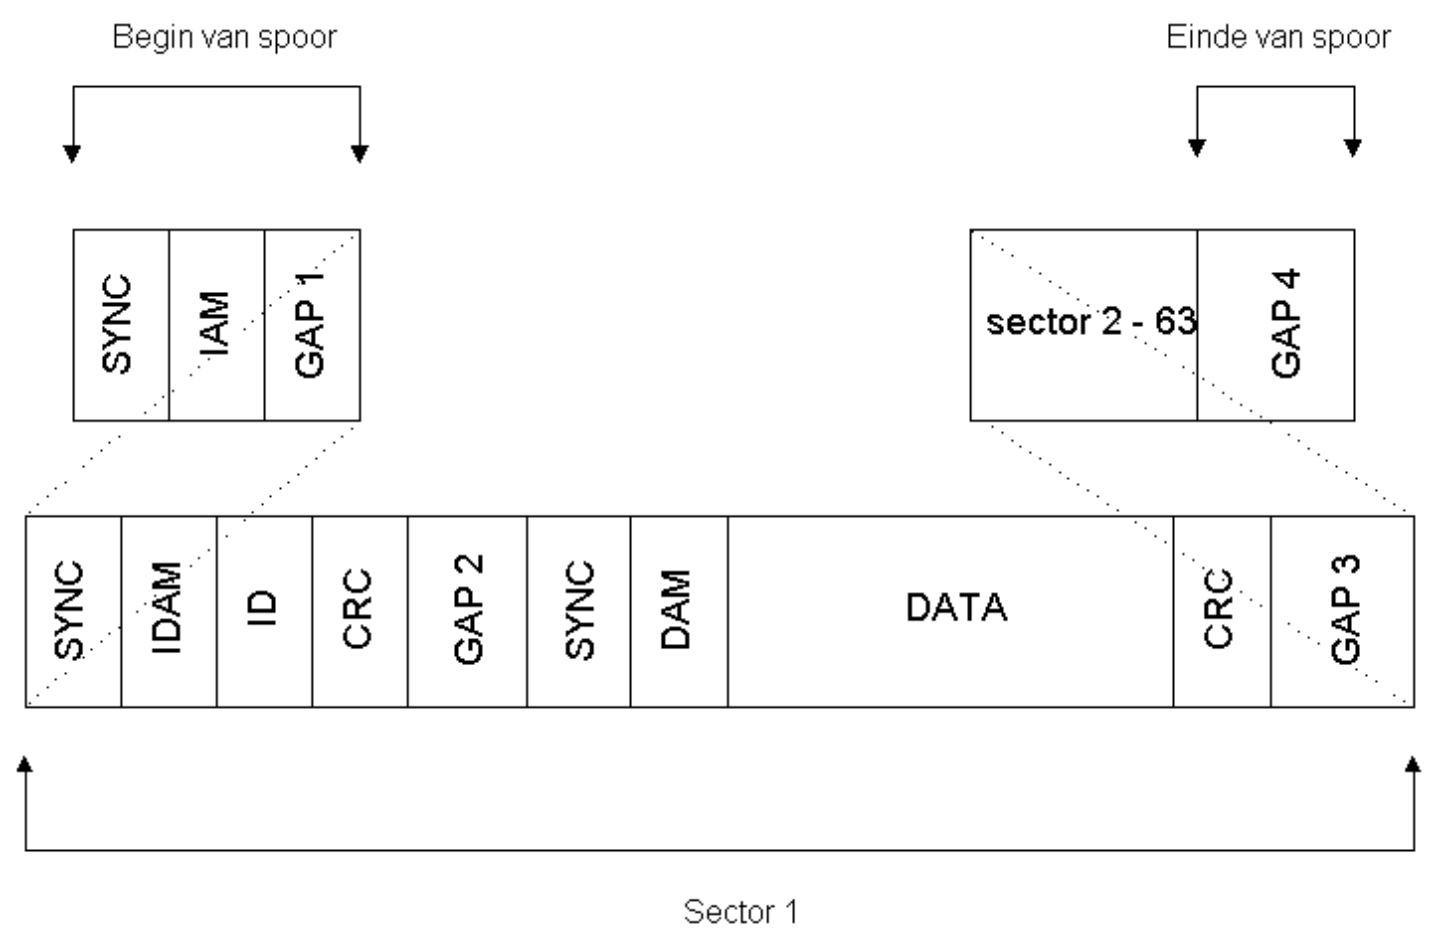 Begin van spoor
Einde van spoor
SYNC
IAM
GAP 1
sector 2 - 63
GAP 4
SYNC
IDAM
ID
CRC
GAP 2
SYNC
DAM
DATA
CRC
GAP 3
Sector 1